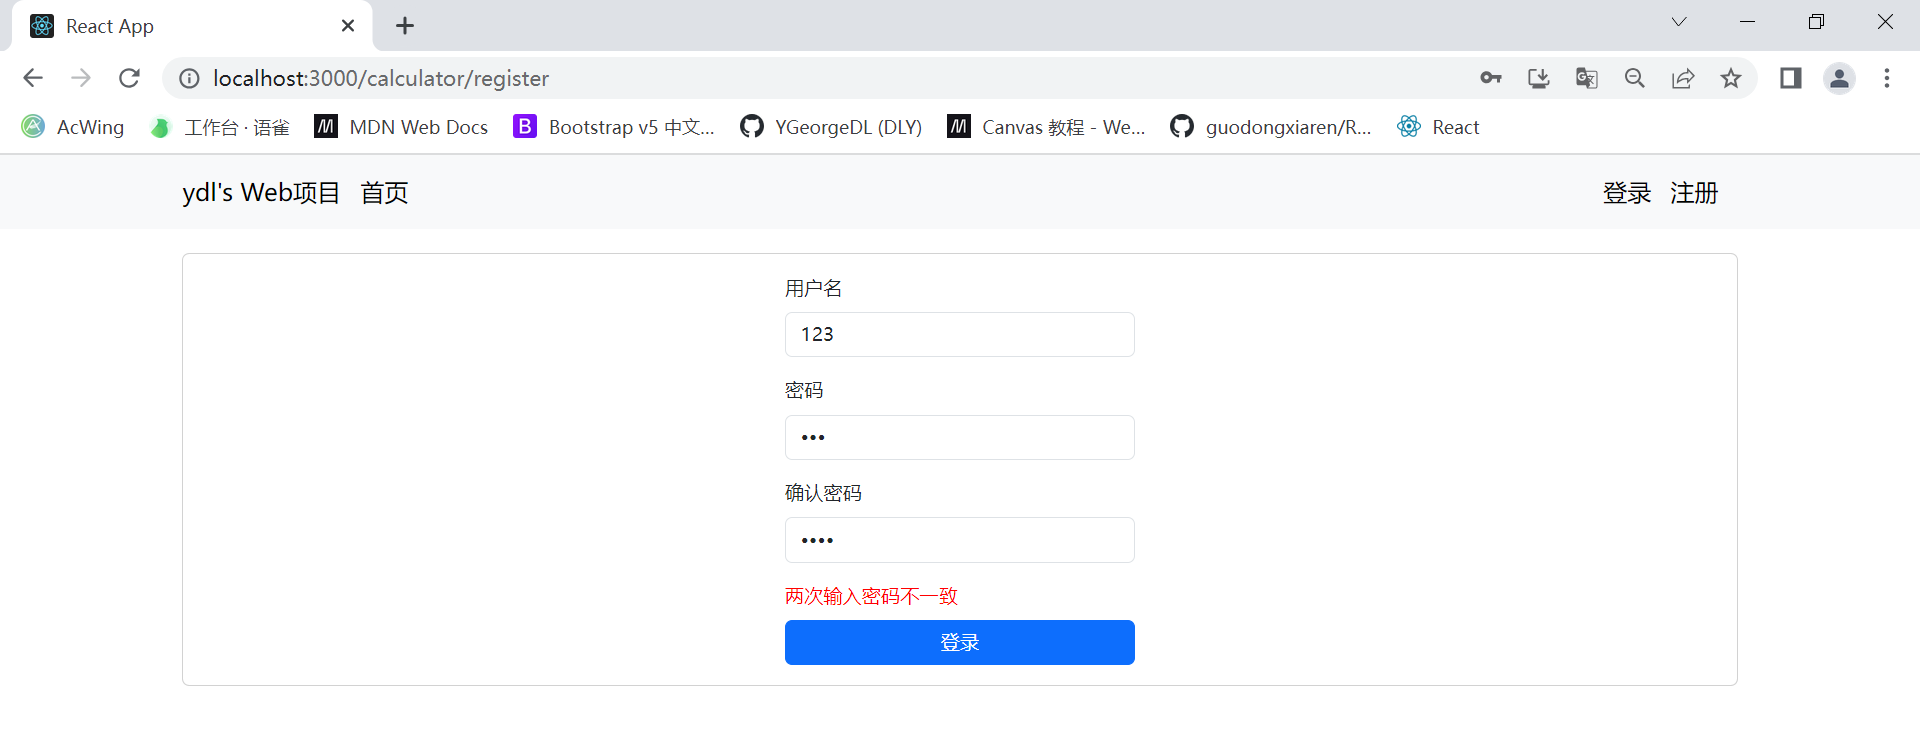 React App
localhost:3000/calculator/register
AcWing 工作台 · 语雀 MDN Web Docs Bootstrap v5 中文... YGeorgeDL (DLY) Canvas 教程 - We... guodongxiaren/R... React
ydl's Web项目 首页 登录 注册
用户名
123
密码
•••
确认密码
••••
两次输入密码不一致
登录